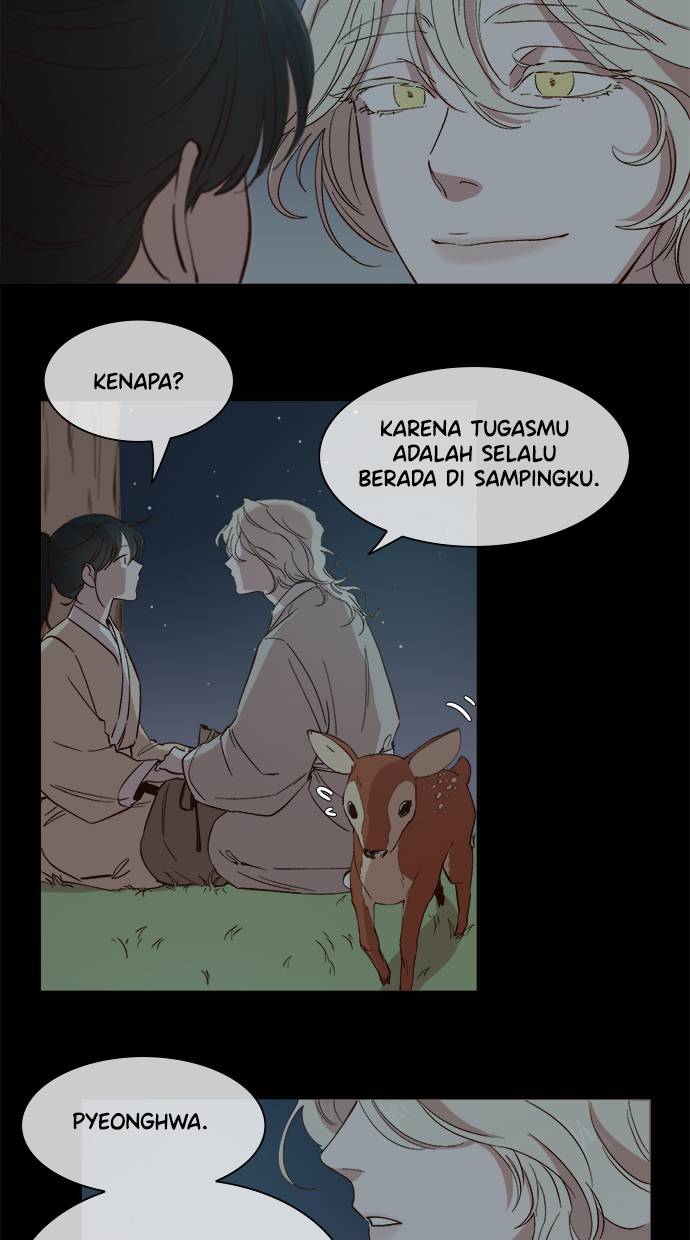 KENAPA?
KARENA TUGASMU
ADALAH SELALU
BERADA DI SAMPINGKU.
PYEONGHWA.